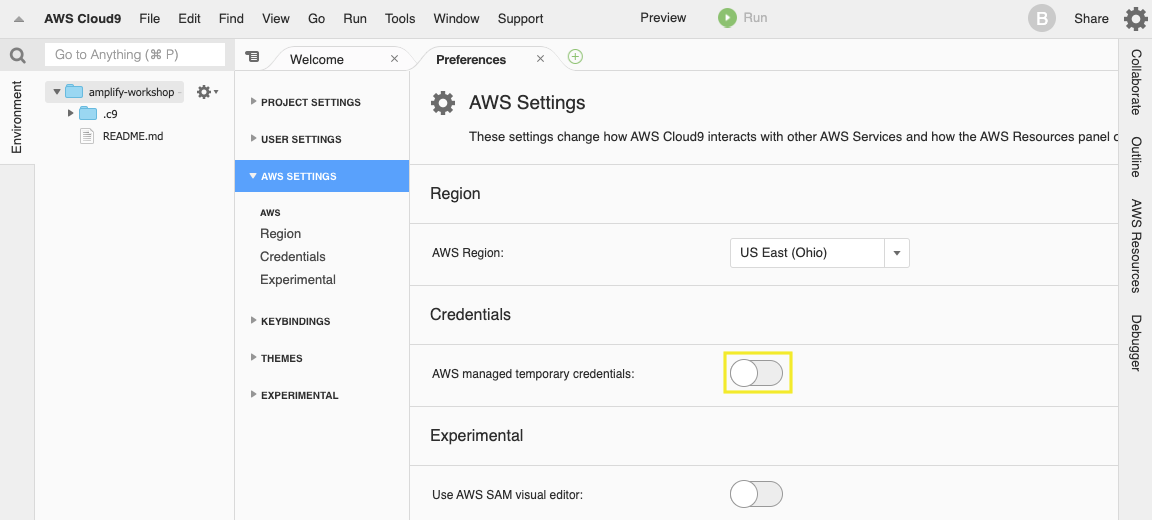 AWS Cloud9 File Edit Find View Go Run Tools Window Support Preview Run B Share
Go to Anything (⌘ P)
Welcome
Preferences
Environment
amplify-workshop -
.c9
README.md
PROJECT SETTINGS
USER SETTINGS
AWS SETTINGS
AWS
Region
Credentials
Experimental
KEYBINDINGS
THEMES
EXPERIMENTAL
AWS Settings
These settings change how AWS Cloud9 interacts with other AWS Services and how the AWS Resources panel
Region
AWS Region: US East (Ohio)
Credentials
AWS managed temporary credentials:
Experimental
Use AWS SAM visual editor:
Collaborate
Outline
AWS Resources
Debugger